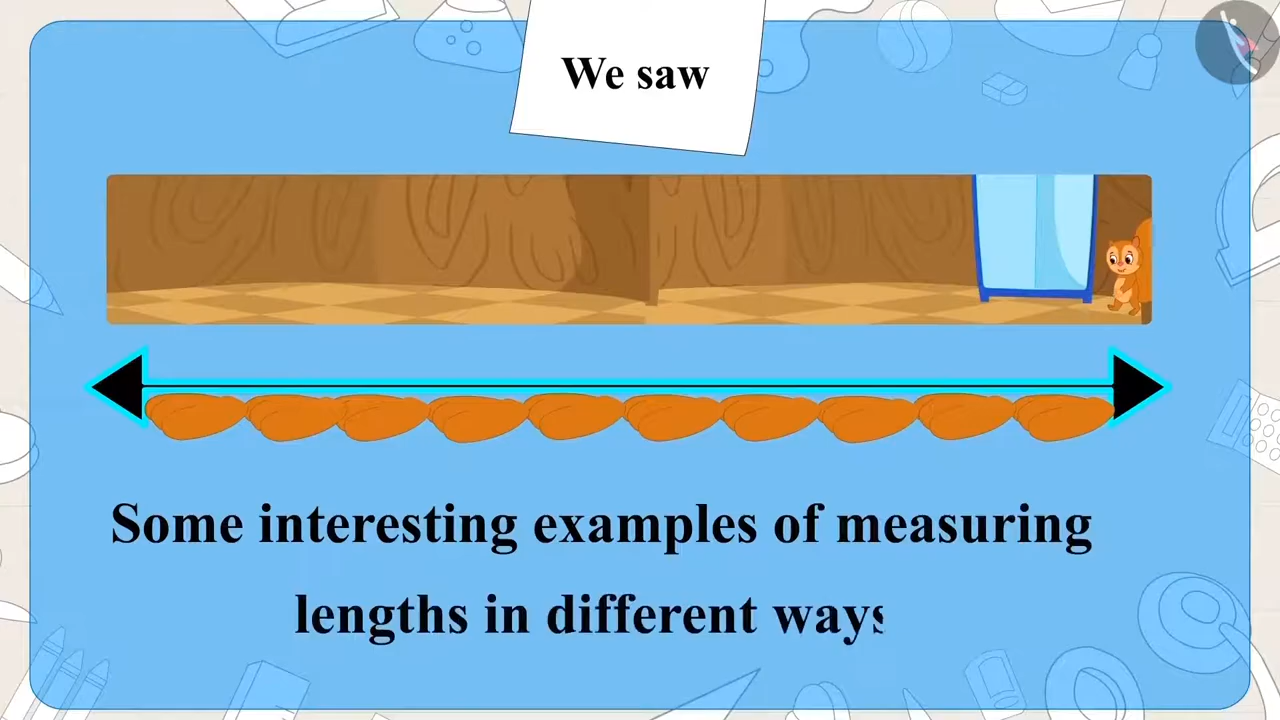 We saw
Some interesting examples of measuring
lengths in different ways